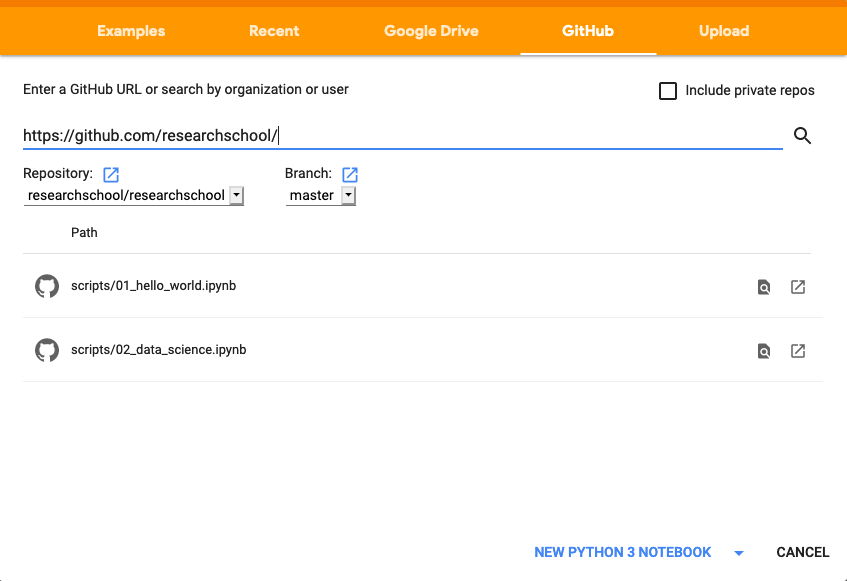 Examples Recent Google Drive GitHub Upload
Enter a GitHub URL or search by organization or user
Include private repos
https://github.com/researchschool/
Repository: Branch:
researchschool/researchschool master
Path
scripts/01_hello_world.ipynb
scripts/02_data_science.ipynb
NEW PYTHON 3 NOTEBOOK CANCEL